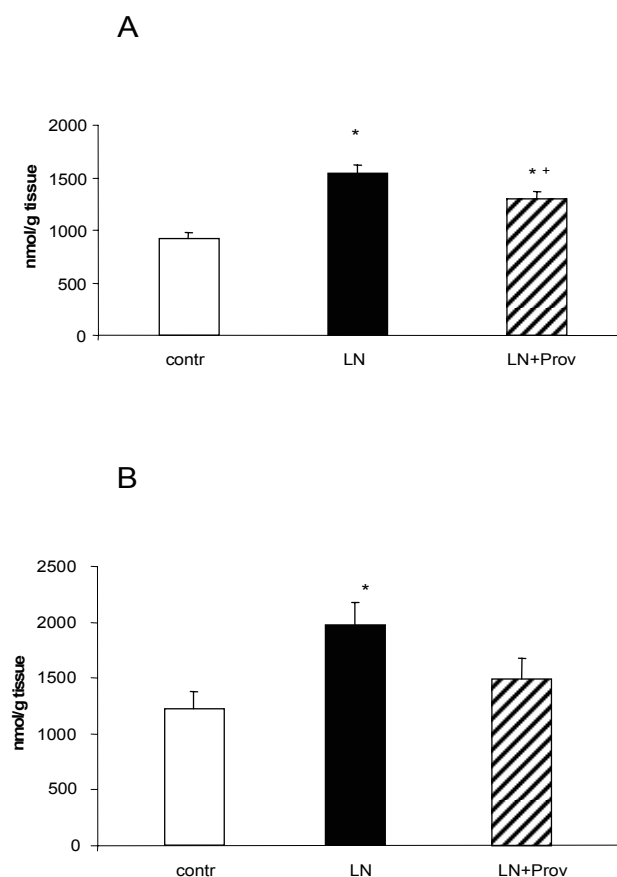 A
2000
*
* +
1500
nmol/g tissue
1000
500
0
contr LN LN+Prov
B
2500
*
2000
nmol/g tissue
1500
1000
500
0
contr LN LN+Prov